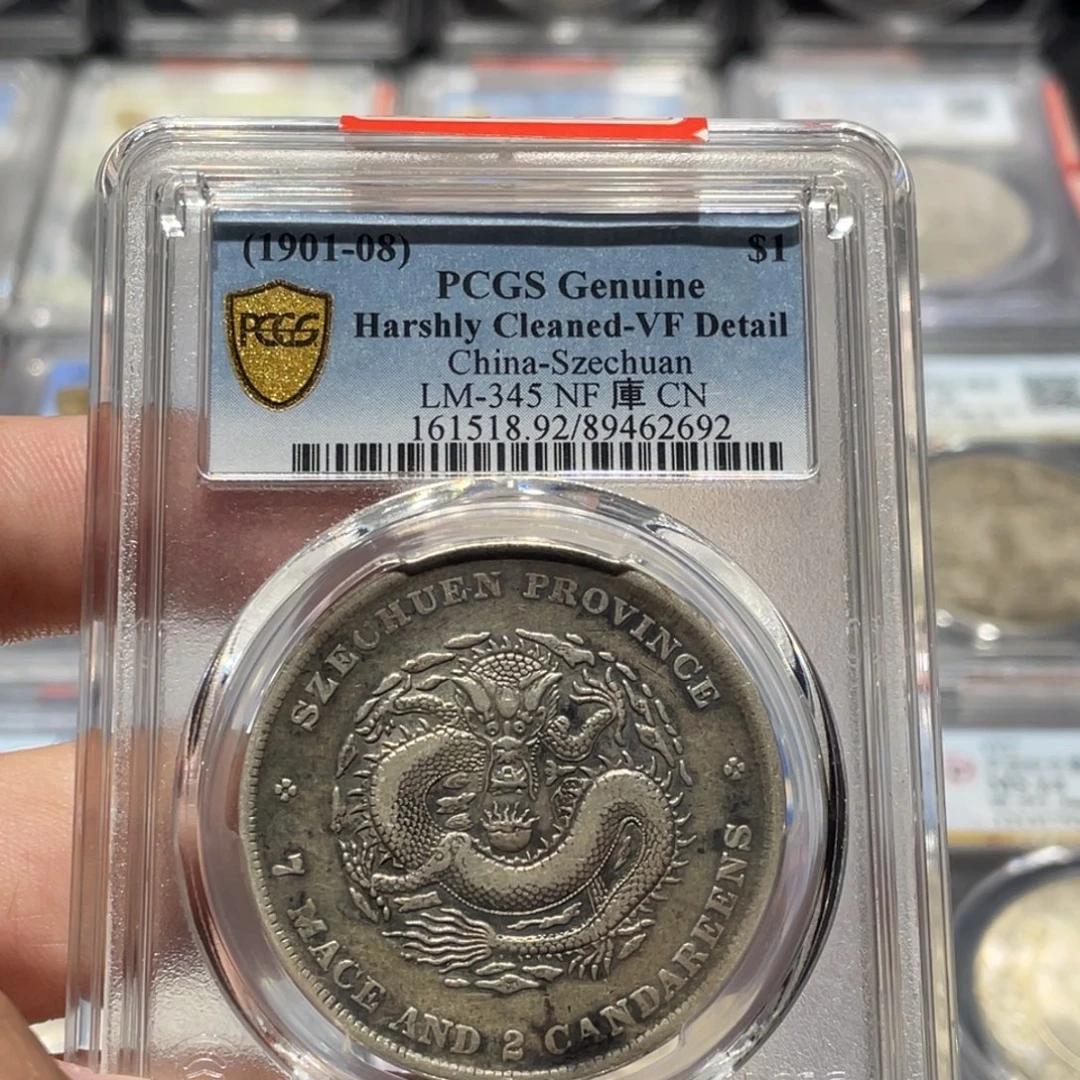 (1901-08) $1
PCGS Genuine
PCGS
Harshly Cleaned-VF Detail
China-Szechuan
LM-345 NF 庫 CN
161518.92/89462692
SZECHUEN PROVINCE
7 MACE AND 2 CANDAREENS